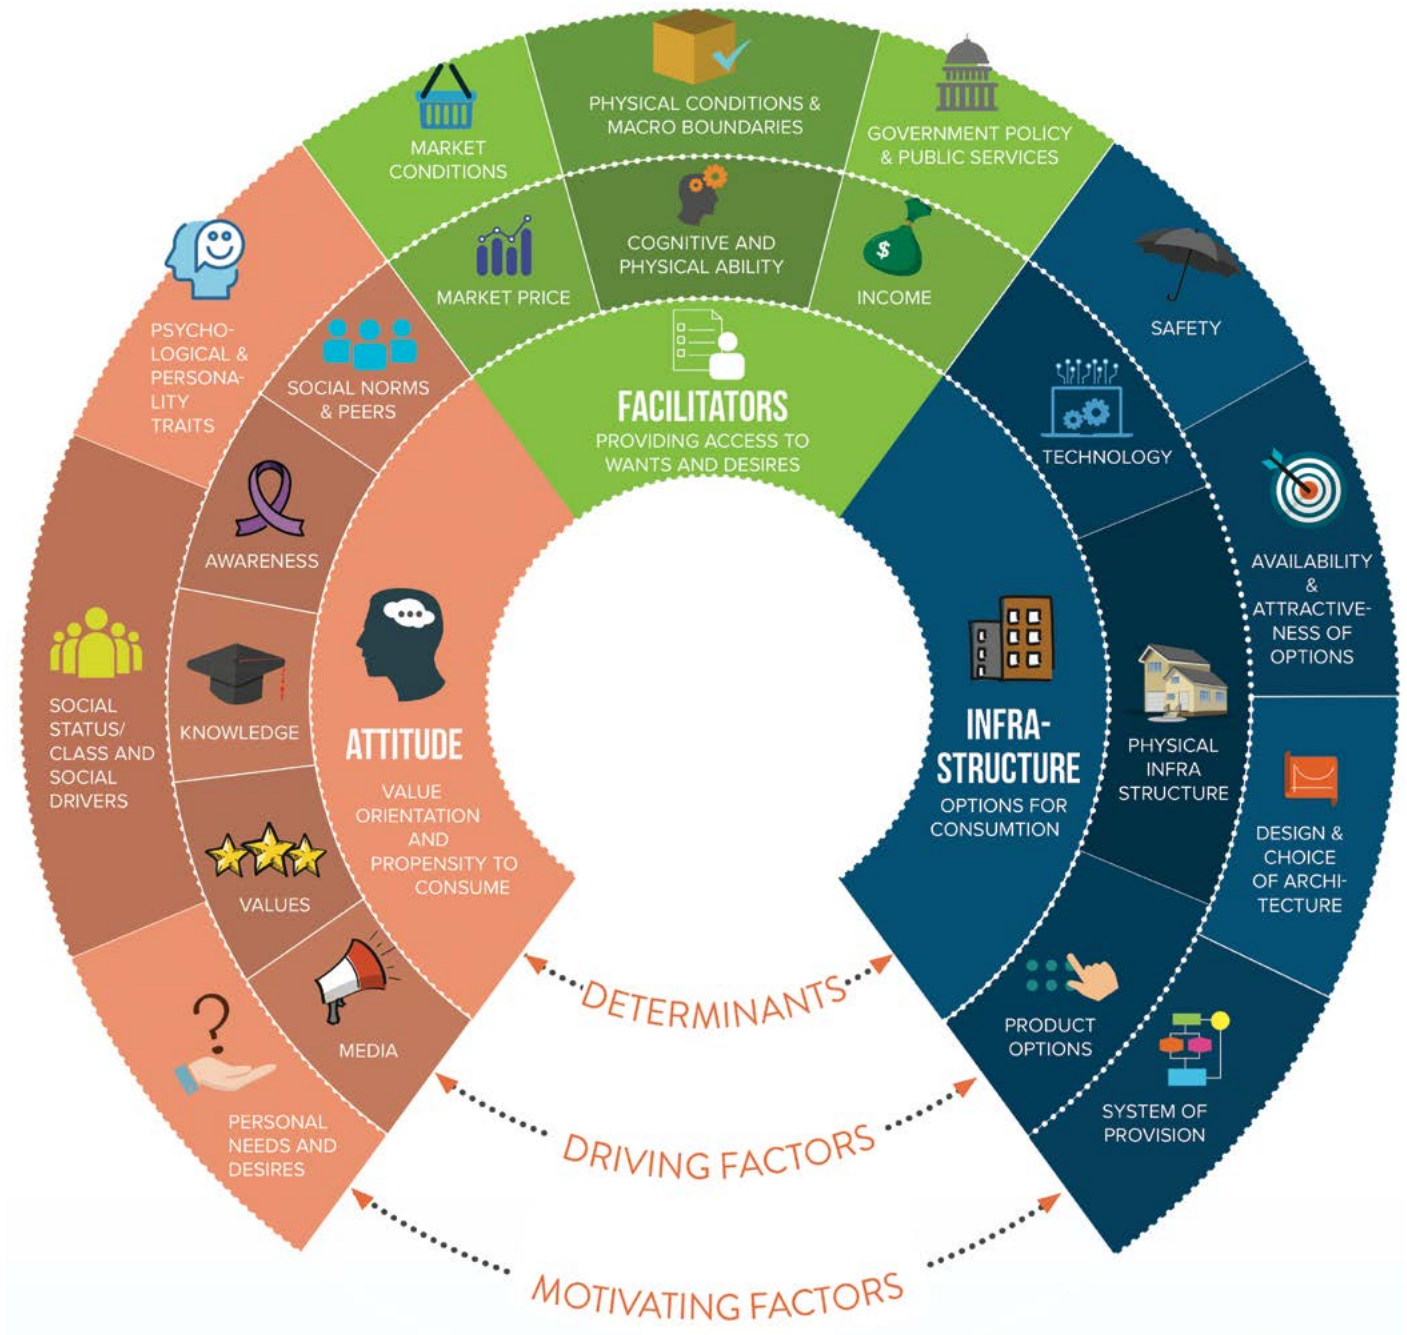 PHYSICAL CONDITIONS &
MACRO BOUNDARIES
MARKET
CONDITIONS
GOVERNMENT POLICY
& PUBLIC SERVICES
COGNITIVE AND
PHYSICAL ABILITY
MARKET PRICE
$
INCOME
FACILITATORS
PROVIDING ACCESS TO
WANTS AND DESIRES
PSYCHO-
LOGICAL &
PERSONA-
LITY
TRAITS
SOCIAL NORMS
& PEERS
AWARENESS
SOCIAL
STATUS/
CLASS AND
SOCIAL
DRIVERS
KNOWLEDGE
VALUES
MEDIA
?
PERSONAL
NEEDS AND
DESIRES
ATTITUDE
VALUE
ORIENTATION
AND
PROPENSITY TO
CONSUME
SAFETY
TECHNOLOGY
AVAILABILITY
&
ATTRACTIVE-
NESS OF
OPTIONS
INFRA-
STRUCTURE
OPTIONS FOR
CONSUMTION
PHYSICAL
INFRA
STRUCTURE
DESIGN &
CHOICE
OF ARCHI-
TECTURE
PRODUCT
OPTIONS
SYSTEM OF
PROVISION
DETERMINANTS
DRIVING FACTORS
MOTIVATING FACTORS